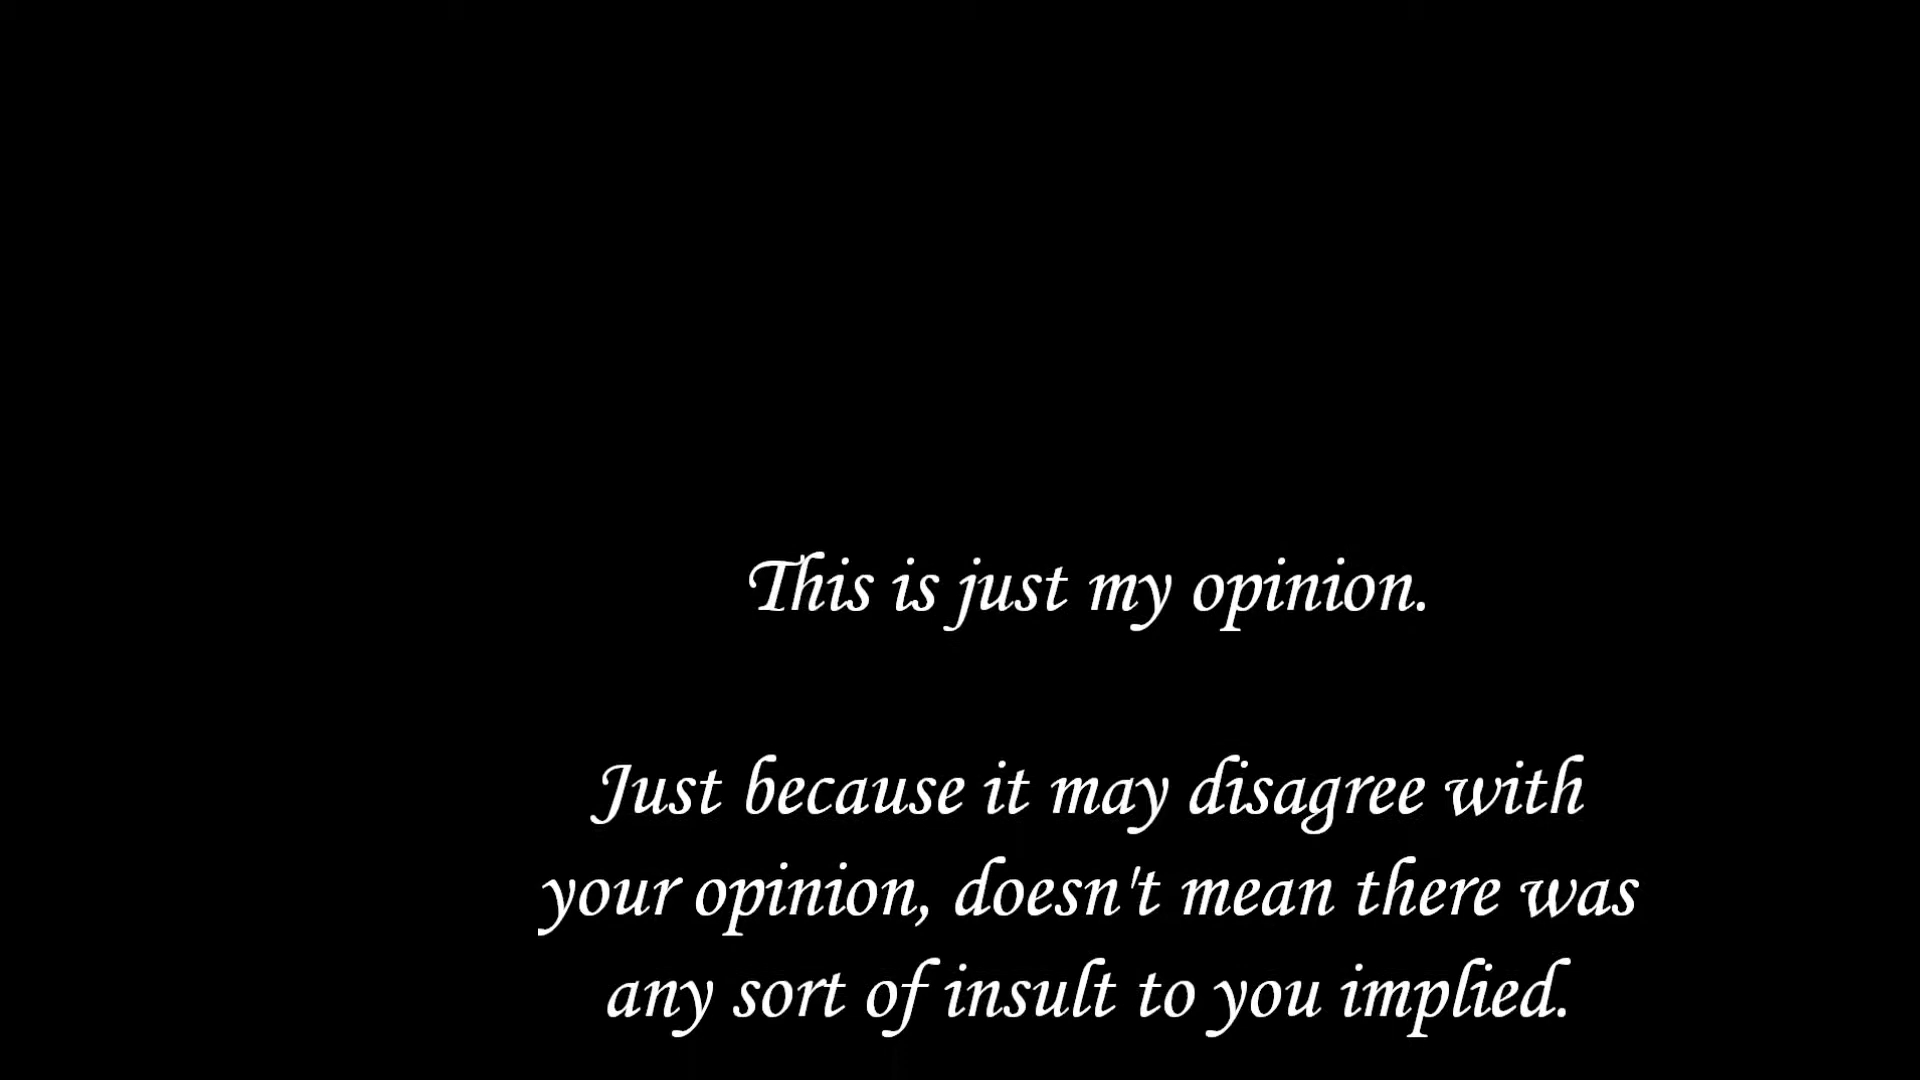 This is just my opinion.
Just because it may disagree with
your opinion, doesn't mean there was
any sort of insult to you implied.